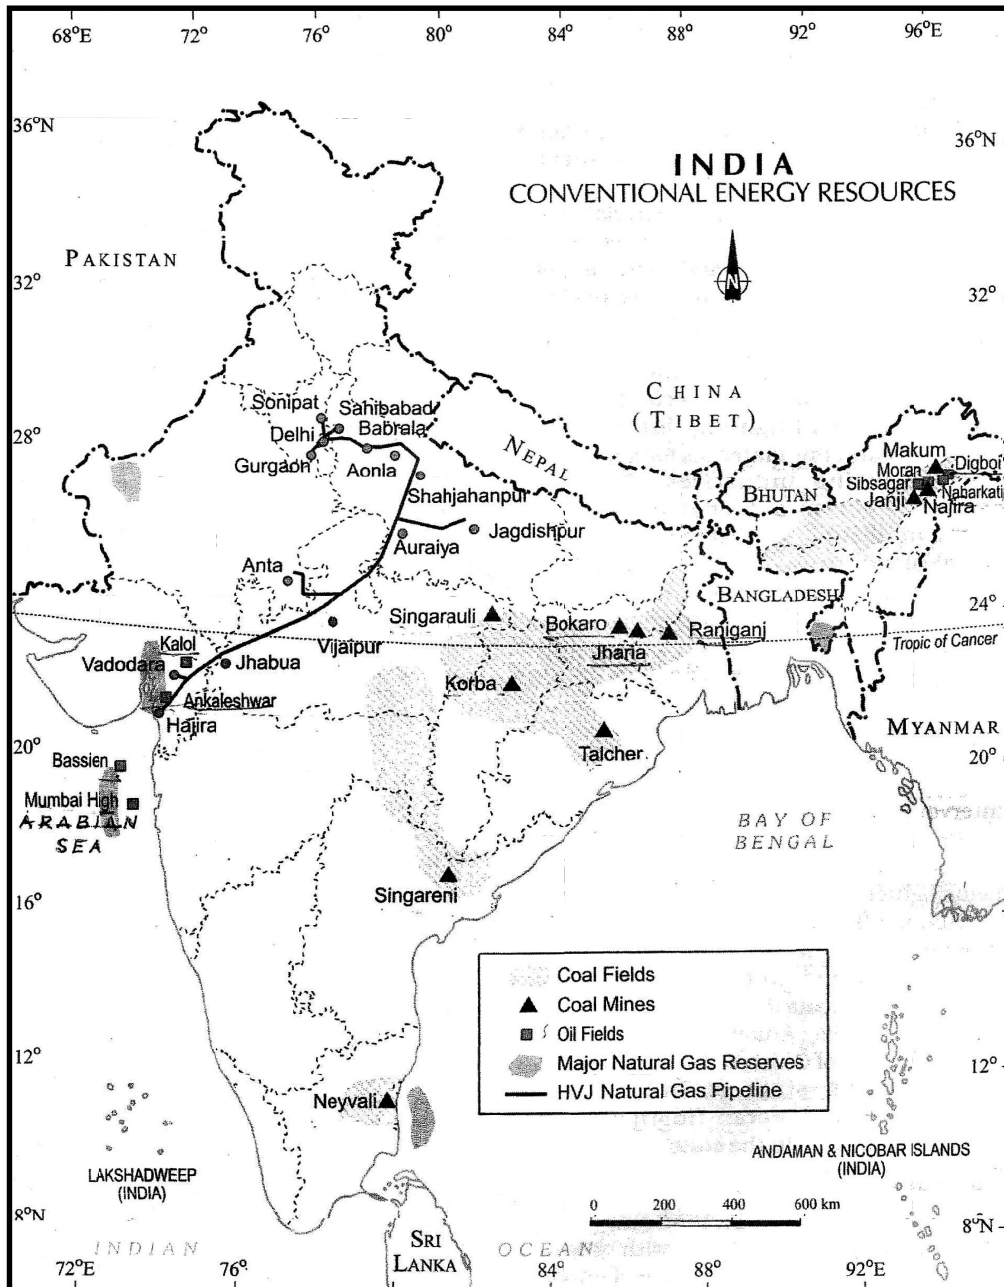 68°E 72° 76° 80° 84° 88° 92° 96°E
36°N
36°N
INDIA
CONVENTIONAL ENERGY RESOURCES
PAKISTAN
N
32°
32°
CHINA
(TIBET)
Sonipat
Sahibabad
Delhi
Babrala
28°
28°
Gurgaon
Aonla
NEPAL
Makum
Moran
Digboi
Sibsagar
Naharkatia
Shahjahanpur
BHUTAN
Janji
Najira
Auraiya
Jagdishpur
Anta
BANGLADESH
24°
24°
Singarauli
Bokaro
Raniganj
Tropic of Cancer
Kalol
Vijaipur
Jharia
Vadodara
Jhabua
Korba
Ankaleshwar
Hajira
MYANMAR
20°
20°
Talcher
Bassien
Mumbai High
ARABIAN
SEA
BAY OF
BENGAL
Singareni
16°
Coal Fields
Coal Mines
Oil Fields
Major Natural Gas Reserves
HVJ Natural Gas Pipeline
12°
12°
Neyvali
LAKSHADWEEP
(INDIA)
ANDAMAN & NICOBAR ISLANDS
(INDIA)
0 200 400 600 km
8°N
8°N
INDIAN
SRI
LANKA
OCEAN
72°E 76° 84° 88° 92°E